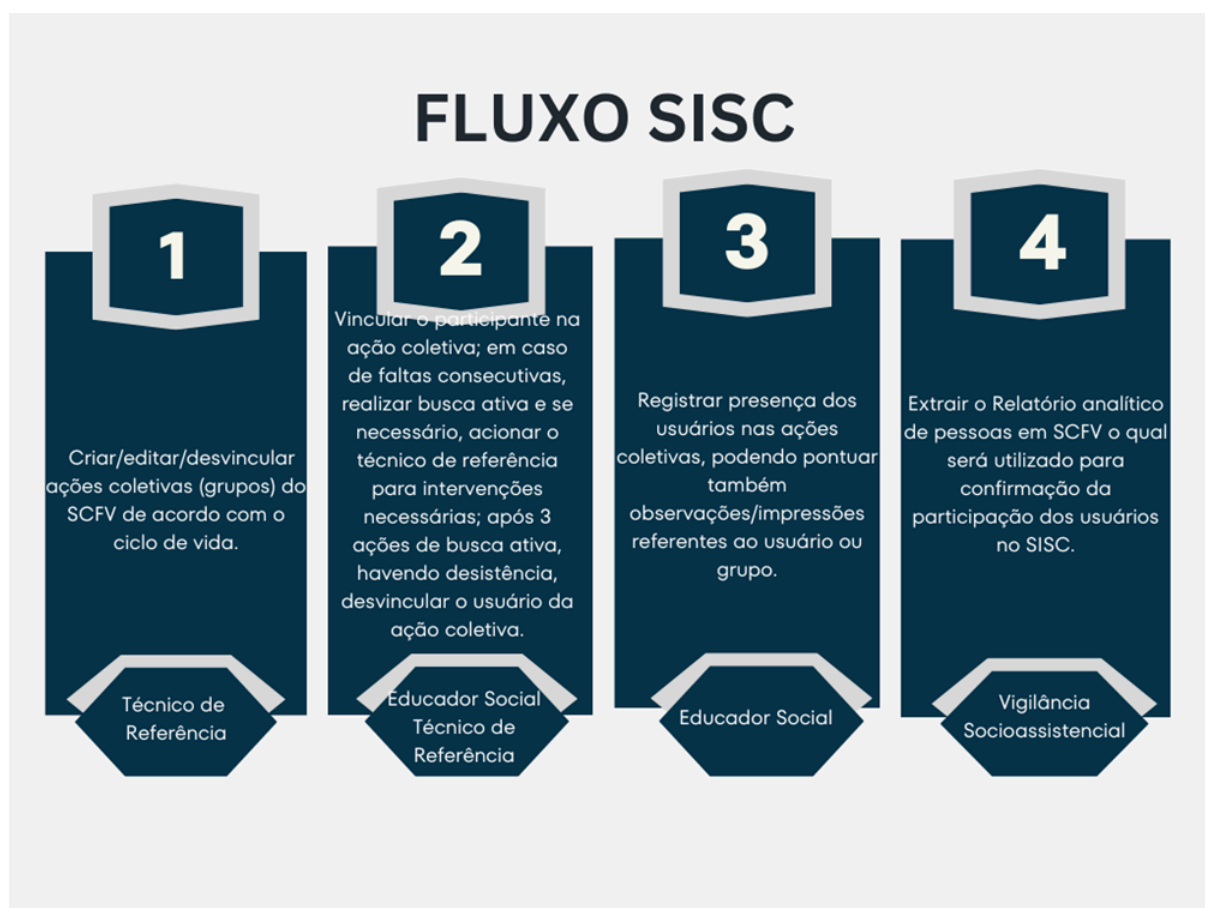 FLUXO SISC
1
Criar/editar/desvincular
ações coletivas (grupos) do
SCFV de acordo com o
ciclo de vida.
Técnico de
Referência
2
Vincular o participante na
ação coletiva; em caso
de faltas consecutivas,
realizar busca ativa e se
necessário, acionar o
técnico de referência
para intervenções
necessárias; após 3
ações de busca ativa,
havendo desistência,
desvincular o usuário da
ação coletiva.
Educador Social
Técnico de
Referência
3
Registrar presença dos
usuários nas ações
coletivas, podendo pontuar
também
observações/impressões
referentes ao usuário ou
grupo.
Educador Social
4
Extrair o Relatório analítico
de pessoas em SCFV o qual
será utilizado para
confirmação da
participação dos usuários
no SISC.
Vigilância
Socioassistencial